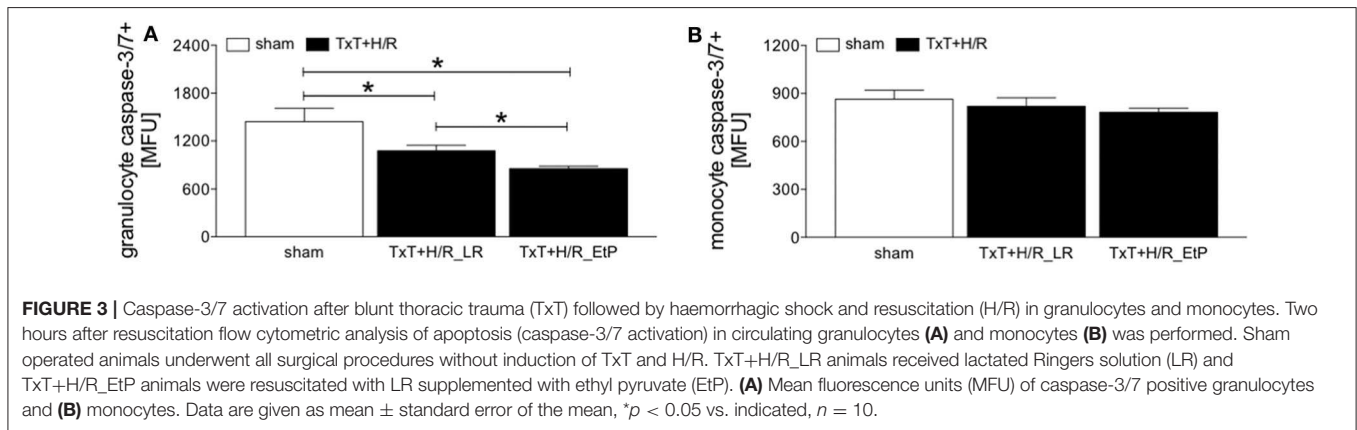 A
granulocyte caspase-3/7+
[MFU]
2400
1800
1200
600
0
sham TxT+H/R
*
* *
sham TxT+H/R_LR TxT+H/R_EtP
B
monocyte caspase-3/7+
[MFU]
1200
900
600
300
0
sham TxT+H/R
sham TxT+H/R_LR TxT+H/R_EtP
FIGURE 3 | Caspase-3/7 activation after blunt thoracic trauma (TxT) followed by haemorrhagic shock and resuscitation (H/R) in granulocytes and monocytes. Two
hours after resuscitation flow cytometric analysis of apoptosis (caspase-3/7 activation) in circulating granulocytes (A) and monocytes (B) was performed. Sham
operated animals underwent all surgical procedures without induction of TxT and H/R. TxT+H/R_LR animals received lactated Ringers solution (LR) and
TxT+H/R_EtP animals were resuscitated with LR supplemented with ethyl pyruvate (EtP). (A) Mean fluorescence units (MFU) of caspase-3/7 positive granulocytes
and (B) monocytes. Data are given as mean ± standard error of the mean, *p < 0.05 vs. indicated, n = 10.